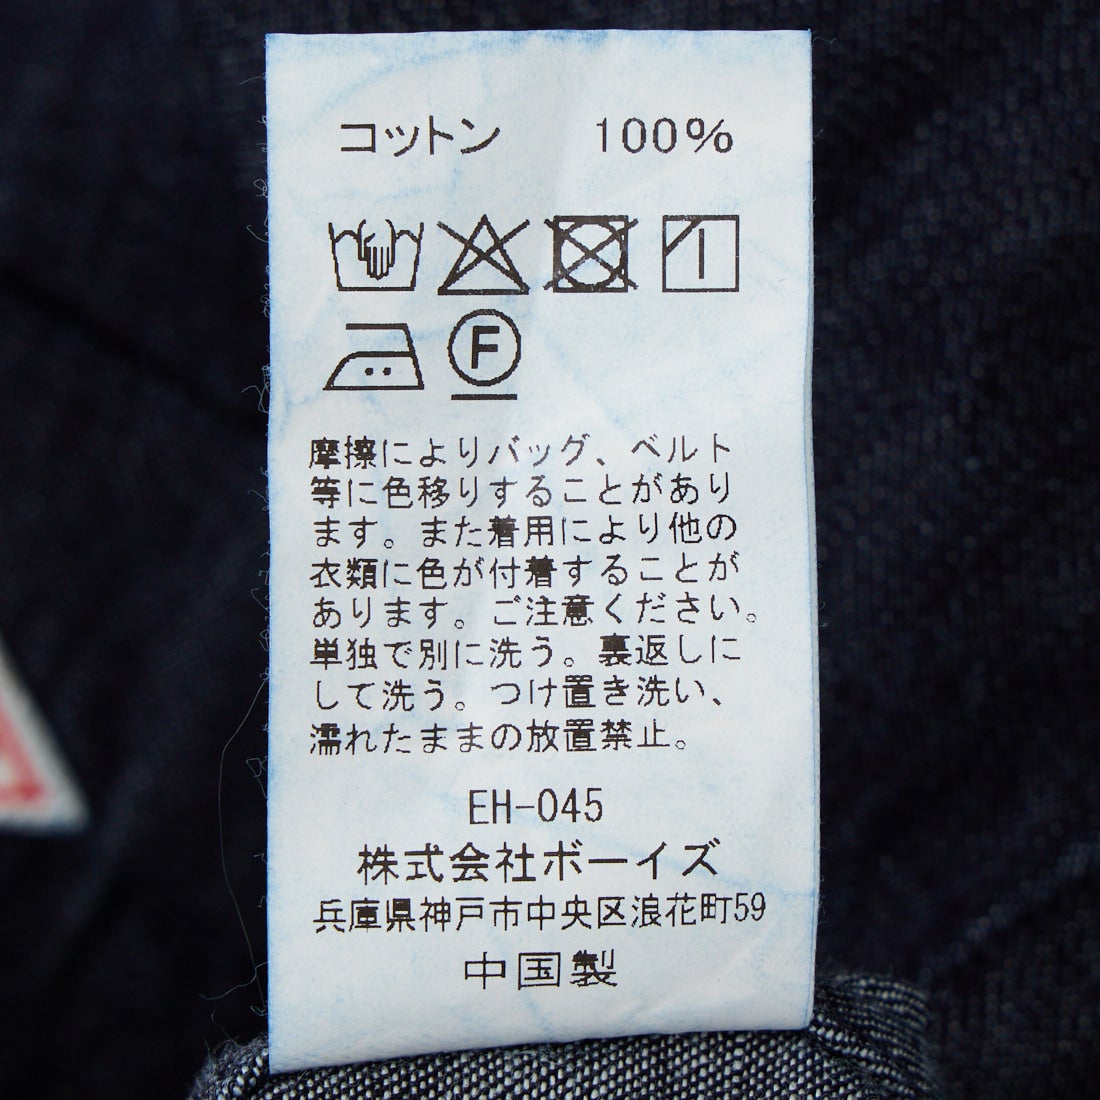 コットン 100%
F
摩擦によりバッグ、ベルト
等に色移りすることがあり
ます。また着用により他の
衣類に色が付着することが
あります。ご注意ください。
単独で別に洗う。裏返しに
して洗う。つけ置き洗い、
濡れたままの放置禁止。
EH-045
株式会社ボーイズ
兵庫県神戸市中央区浪花町59
中国製